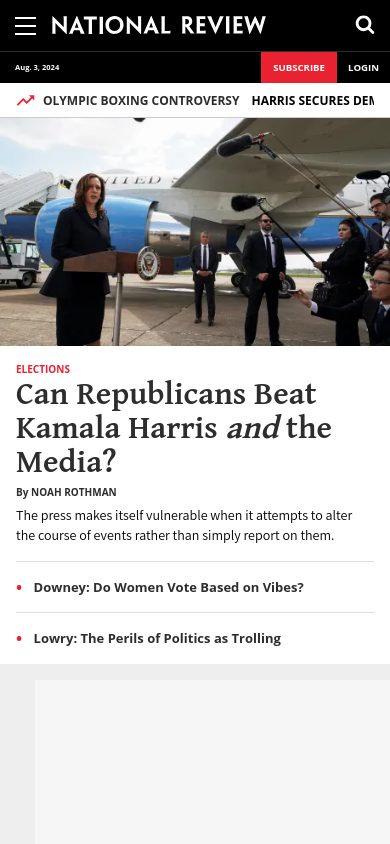 NATIONAL REVIEW
Aug. 3, 2024
SUBSCRIBE
LOGIN
OLYMPIC BOXING CONTROVERSY
HARRIS SECURES DEM
UNITED STATES
ELECTIONS
Can Republicans Beat
Kamala Harris and the
Media?
By NOAH ROTHMAN
The press makes itself vulnerable when it attempts to alter
the course of events rather than simply report on them.
• Downey: Do Women Vote Based on Vibes?
• Lowry: The Perils of Politics as Trolling